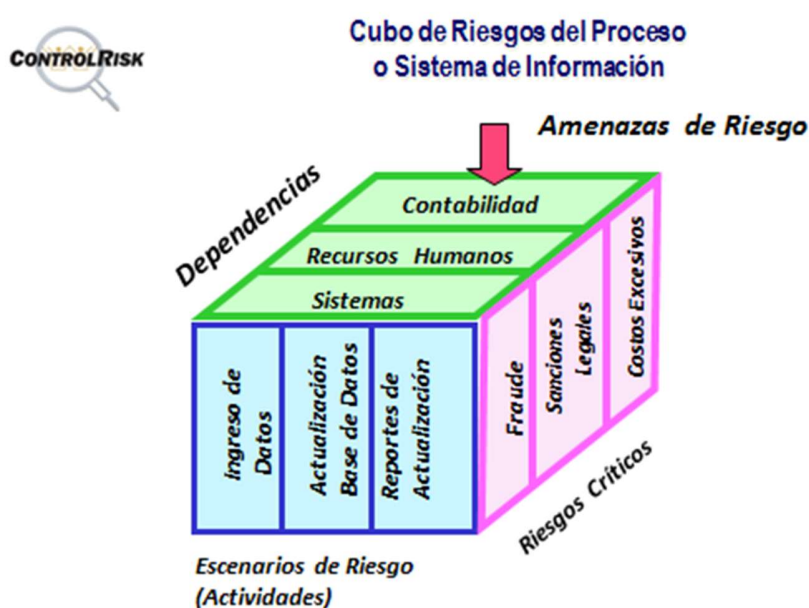 CONTROLRISK
Cubo de Riesgos del Proceso
o Sistema de Información
Amenazas de Riesgo
Dependencias
Contabilidad
Recursos Humanos
Sistemas
Ingreso de
Datos
Actualización
Base de Datos
Reportes de
Actualización
Fraude
Sanciones
Legales
Costos Excesivos
Riesgos Críticos
Escenarios de Riesgo
(Actividades)